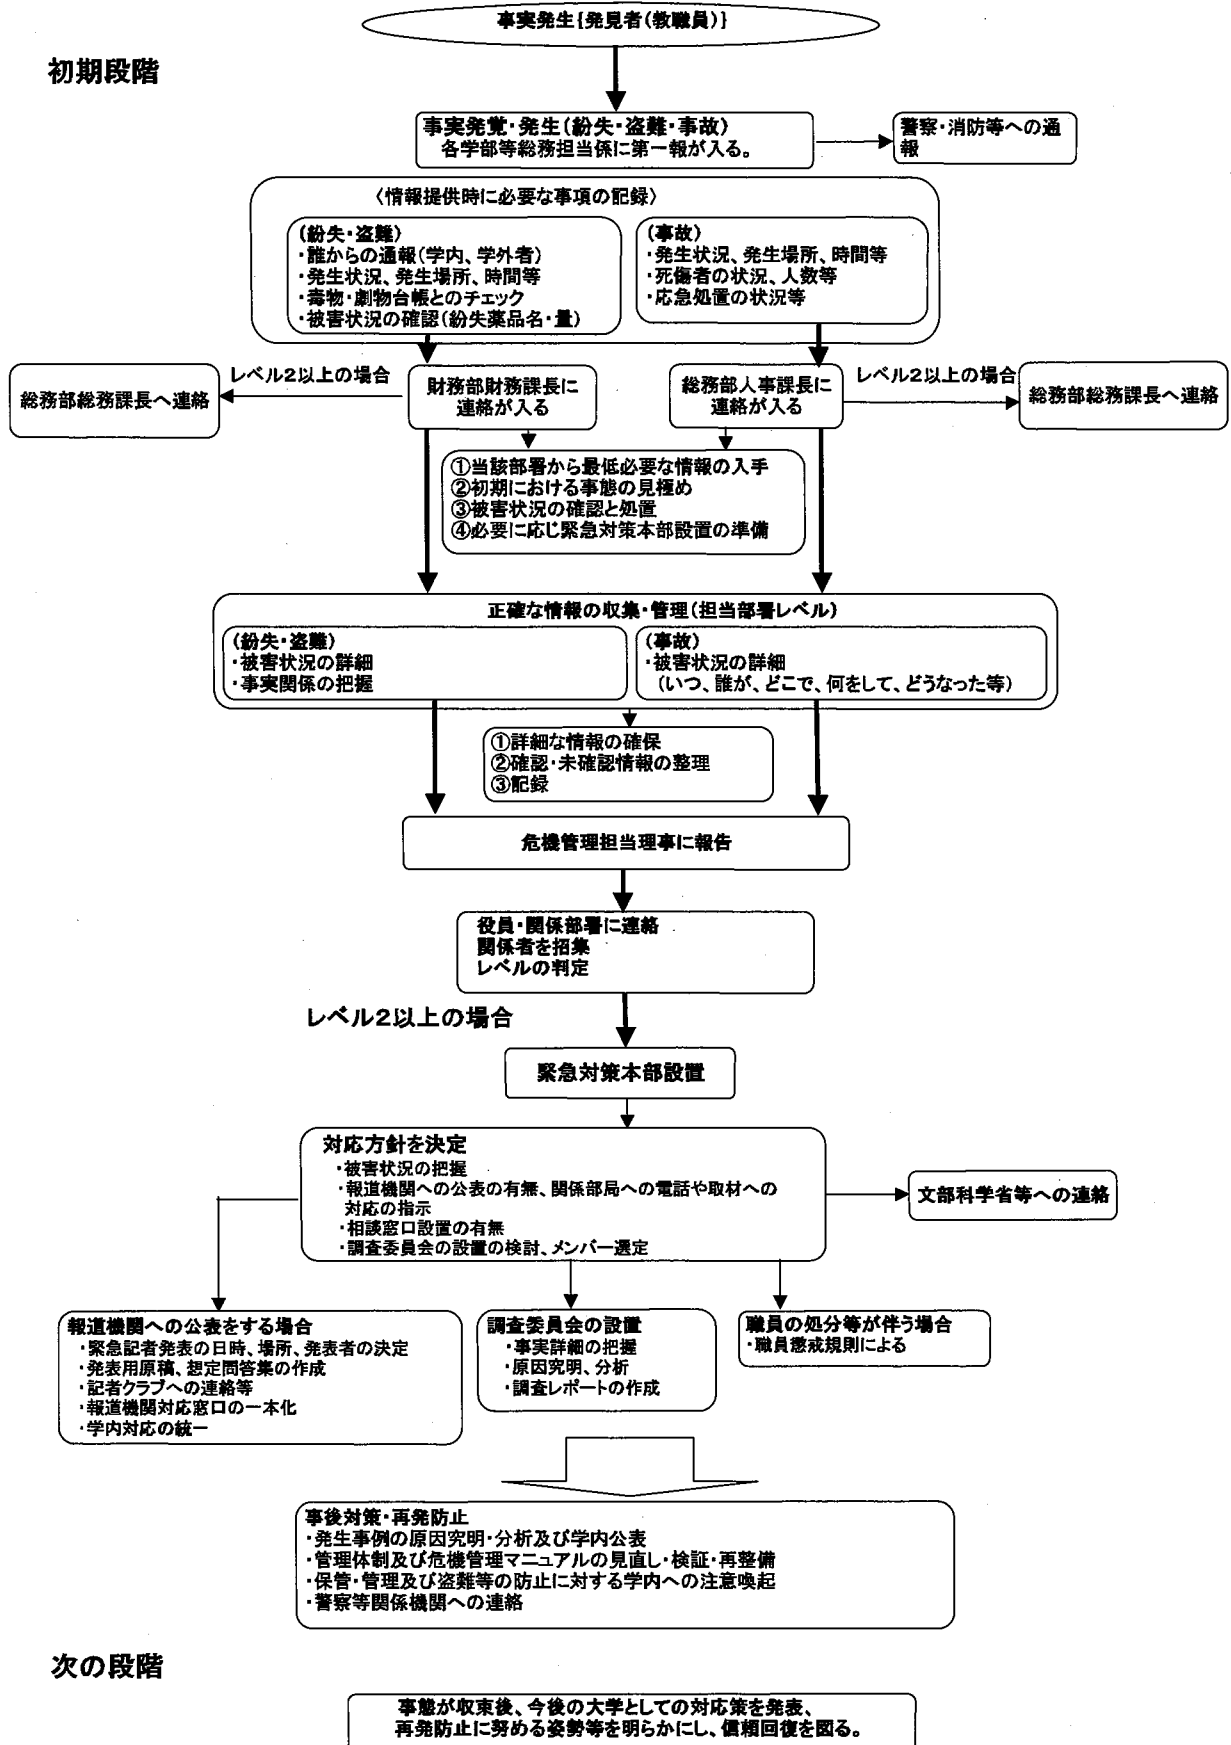 事実発生{発見者(教職員)}
初期段階
事実発覚・発生(紛失・盗難・事故)
各学部等総務担当係に第一報が入る。
警察・消防等への通
報
〈情報提供時に必要な事項の記録〉
(紛失・盗難)
・誰からの通報(学内、学外者)
・発生状況、発生場所、時間等
・毒物・劇物台帳とのチェック
・被害状況の確認(紛失薬品名・量)
(事故)
・発生状況、発生場所、時間等
・死傷者の状況、人数等
・応急処置の状況等
総務部総務課長へ連絡
レベル2以上の場合
財務部財務課長に
連絡が入る
総務部人事課長に
連絡が入る
レベル2以上の場合
総務部総務課長へ連絡
①当該部署から最低必要な情報の入手
②初期における事態の見極め
③被害状況の確認と処置
④必要に応じ緊急対策本部設置の準備
正確な情報の収集・管理(担当部署レベル)
(紛失・盗難)
・被害状況の詳細
・事実関係の把握
(事故)
・被害状況の詳細
(いつ、誰が、どこで、何をして、どうなった等)
①詳細な情報の確保
②確認・未確認情報の整理
③記録
危機管理担当理事に報告
役員・関係部署に連絡
関係者を招集
レベルの判定
レベル2以上の場合
緊急対策本部設置
対応方針を決定
・被害状況の把握
・報道機関への公表の有無、関係部局への電話や取材への
対応の指示
・相談窓口設置の有無
・調査委員会の設置の検討、メンバー選定
文部科学省等への連絡
報道機関への公表をする場合
・緊急記者発表の日時、場所、発表者の決定
・発表用原稿、想定問答集の作成
・記者クラブへの連絡等
・報道機関対応窓口の一本化
・学内対応の統一
調査委員会の設置
・事実詳細の把握
・原因究明、分析
・調査レポートの作成
職員の処分等が伴う場合
・職員懲戒規則による
事後対策・再発防止
・発生事例の原因究明・分析及び学内公表
・管理体制及び危機管理マニュアルの見直し・検証・再整備
・保管・管理及び盗難等の防止に対する学内への注意喚起
・警察等関係機関への連絡
次の段階
事態が収束後、今後の大学としての対応策を発表、
再発防止に努める姿勢等を明らかにし、信頼回復を図る。